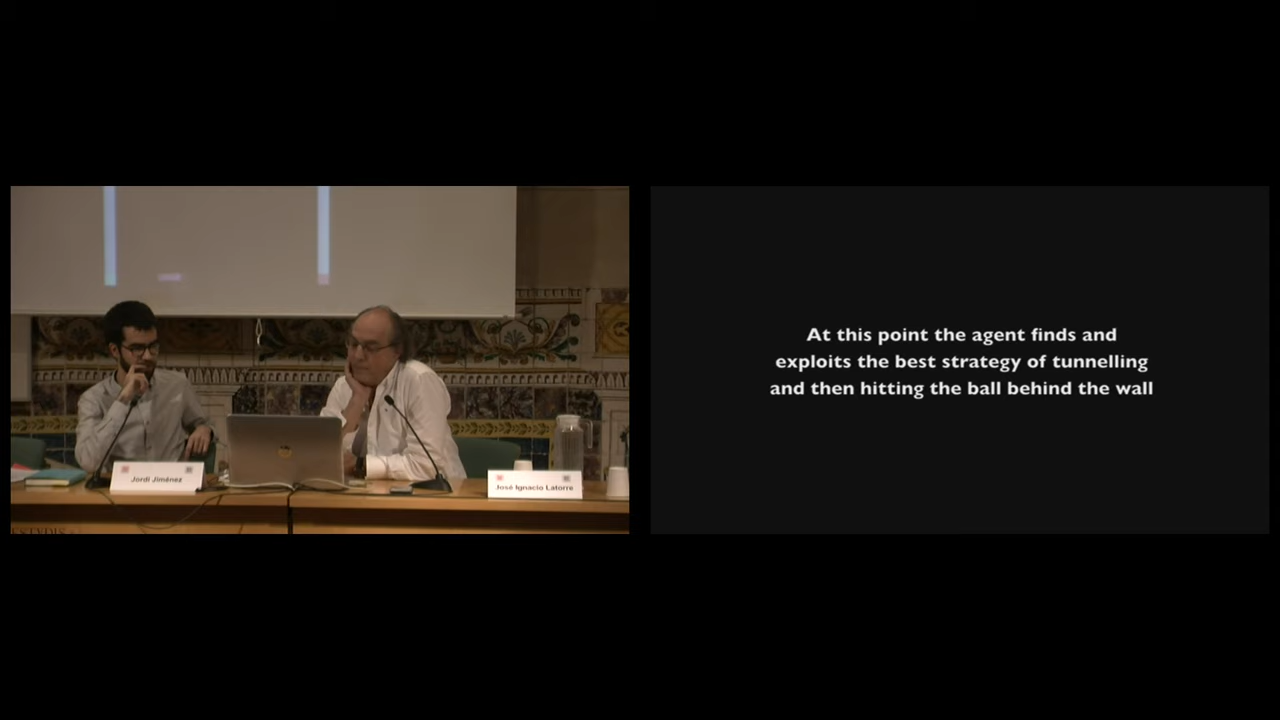 Jordi Jiménez
José Ignacio Latorre
ESTVDIS
At this point the agent finds and
exploits the best strategy of tunnelling
and then hitting the ball behind the wall